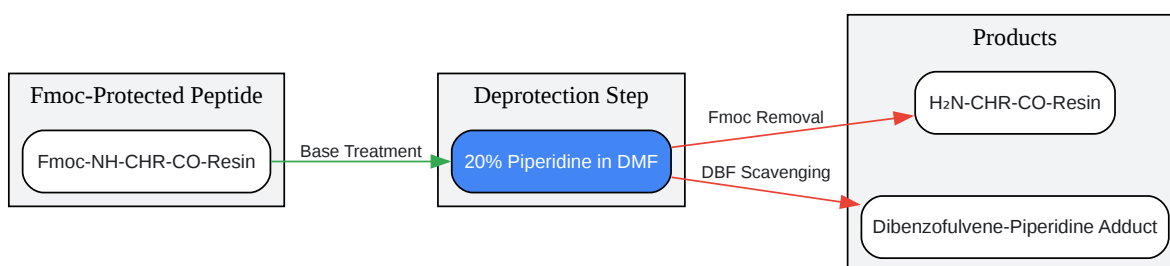 Fmoc-Protected Peptide
Fmoc-NH-CHR-CO-Resin
Base Treatment
Deprotection Step
20% Piperidine in DMF
Fmoc Removal
DBF Scavenging
Products
H₂N-CHR-CO-Resin
Dibenzofulvene-Piperidine Adduct